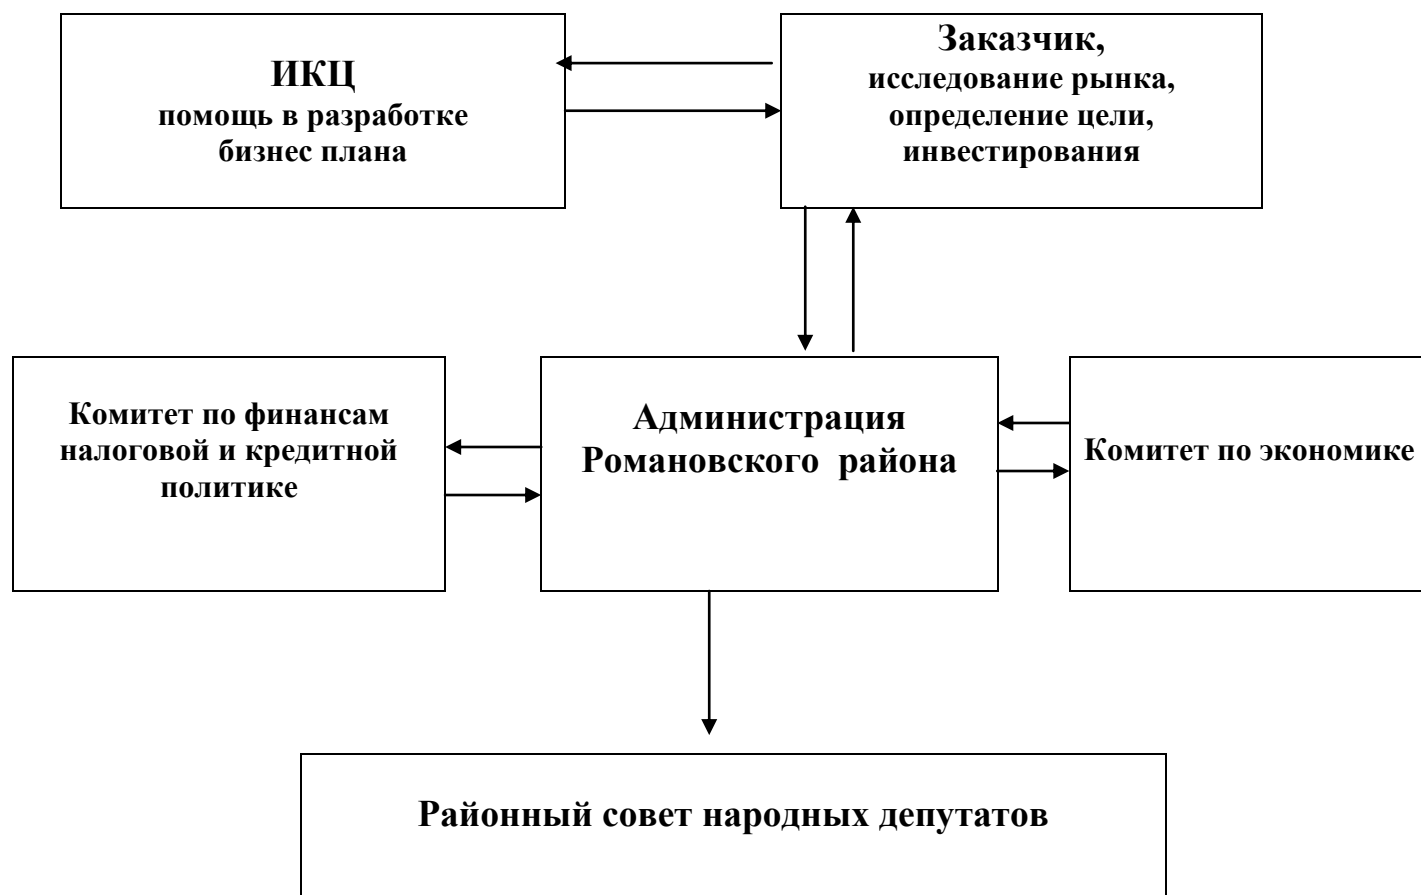 ИКЦ
помощь в разработке
бизнес плана
Заказчик,
исследование рынка,
определение цели,
инвестирования
Комитет по финансам
налоговой и кредитной
политике
Администрация
Романовского района
Комитет по экономике
Районный совет народных депутатов